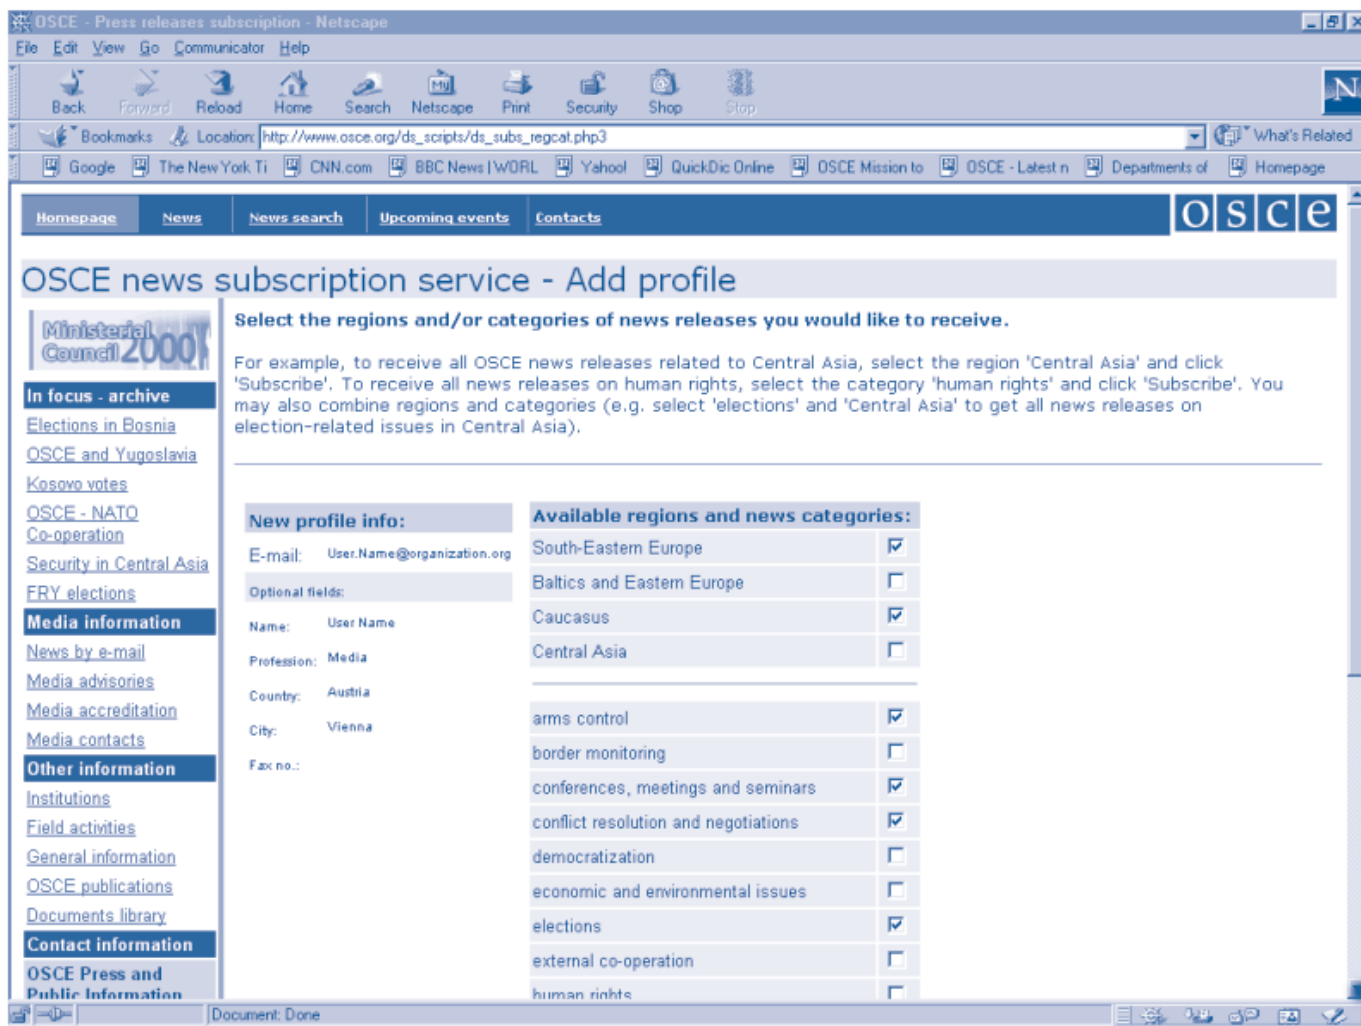 OSCE - Press releases subscription - Netscape
File Edit View Go Communicator Help
Back Forward Reload Home Search Netscape Print Security Shop Stop
My
N
Bookmarks Location: http://www.osce.org/ds_scripts/ds_subs_regcat.php3 What's Related
Google The New York Ti CNN.com BBC News | WORL Yahoo! QuickDic Online OSCE Mission to OSCE - Latest n Departments of Homepage
Homepage News News search Upcoming events Contacts
osce
OSCE news subscription service - Add profile
Ministerial
Council 2000
In focus - archive
Elections in Bosnia
OSCE and Yugoslavia
Kosovo votes
OSCE - NATO
Co-operation
Security in Central Asia
FRY elections
Media information
News by e-mail
Media advisories
Media accreditation
Media contacts
Other information
Institutions
Field activities
General information
OSCE publications
Documents library
Contact information
OSCE Press and
Public Information
Select the regions and/or categories of news releases you would like to receive.
For example, to receive all OSCE news releases related to Central Asia, select the region 'Central Asia' and click
'Subscribe'. To receive all news releases on human rights, select the category 'human rights' and click 'Subscribe'. You
may also combine regions and categories (e.g. select 'elections' and 'Central Asia' to get all news releases on
election-related issues in Central Asia).
New profile info:
E-mail: User.Name@organization.org
Optional fields:
Name: User Name
Profession: Media
Country: Austria
City: Vienna
Fax no.:
Available regions and news categories:
South-Eastern Europe
Baltics and Eastern Europe
Caucasus
Central Asia
arms control
border monitoring
conferences, meetings and seminars
conflict resolution and negotiations
democratization
economic and environmental issues
elections
external co-operation
human rights
Document: Done